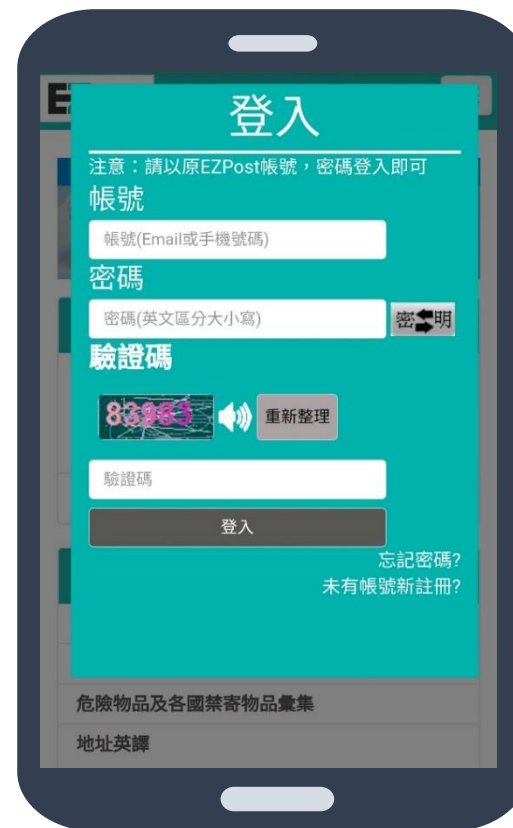 登入
注意：請以原EZPost帳號，密碼登入即可
帳號
帳號(Email或手機號碼)
密碼
密碼(英文區分大小寫) 密 明
驗證碼
83983 重新整理
驗證碼
登入
忘記密碼?
未有帳號新註冊?
危險物品及各國禁寄物品彙集
地址英譯